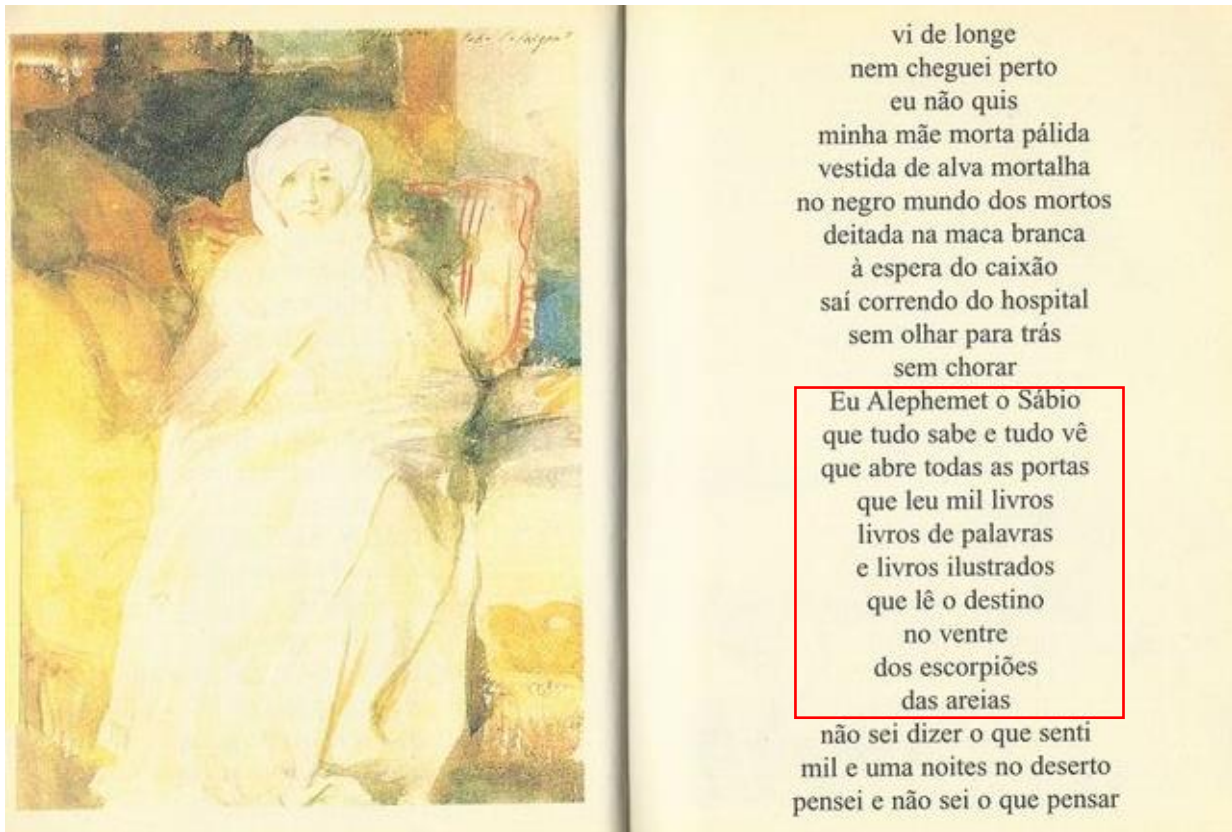 vi de longe
nem cheguei perto
eu não quis
minha mãe morta pálida
vestida de alva mortalha
no negro mundo dos mortos
deitada na maca branca
à espera do caixão
saí correndo do hospital
sem olhar para trás
sem chorar
Eu Alephemet o Sábio
que tudo sabe e tudo vê
que abre todas as portas
que leu mil livros
livros de palavras
e livros ilustrados
que lê o destino
no ventre
dos escorpiões
das areias
não sei dizer o que senti
mil e uma noites no deserto
pensei e não sei o que pensar